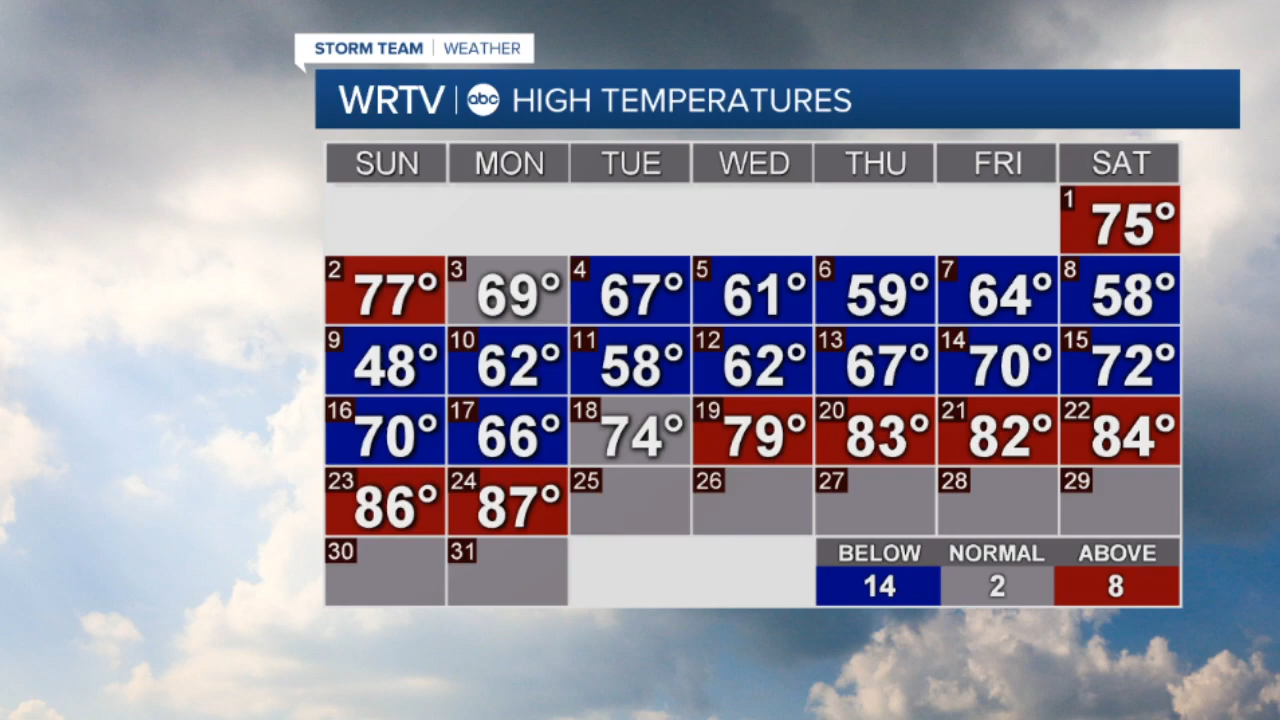 STORM TEAM | WEATHER
WRTV | abc HIGH TEMPERATURES
SUN MON TUE WED THU FRI SAT
1 75°
2 77° 3 69° 4 67° 5 61° 6 59° 7 64° 8 58°
9 48° 10 62° 11 58° 12 62° 13 67° 14 70° 15 72°
16 70° 17 66° 18 74° 19 79° 20 83° 21 82° 22 84°
23 86° 24 87° 25 26 27 28 29
30 31 BELOW NORMAL ABOVE
14 2 8